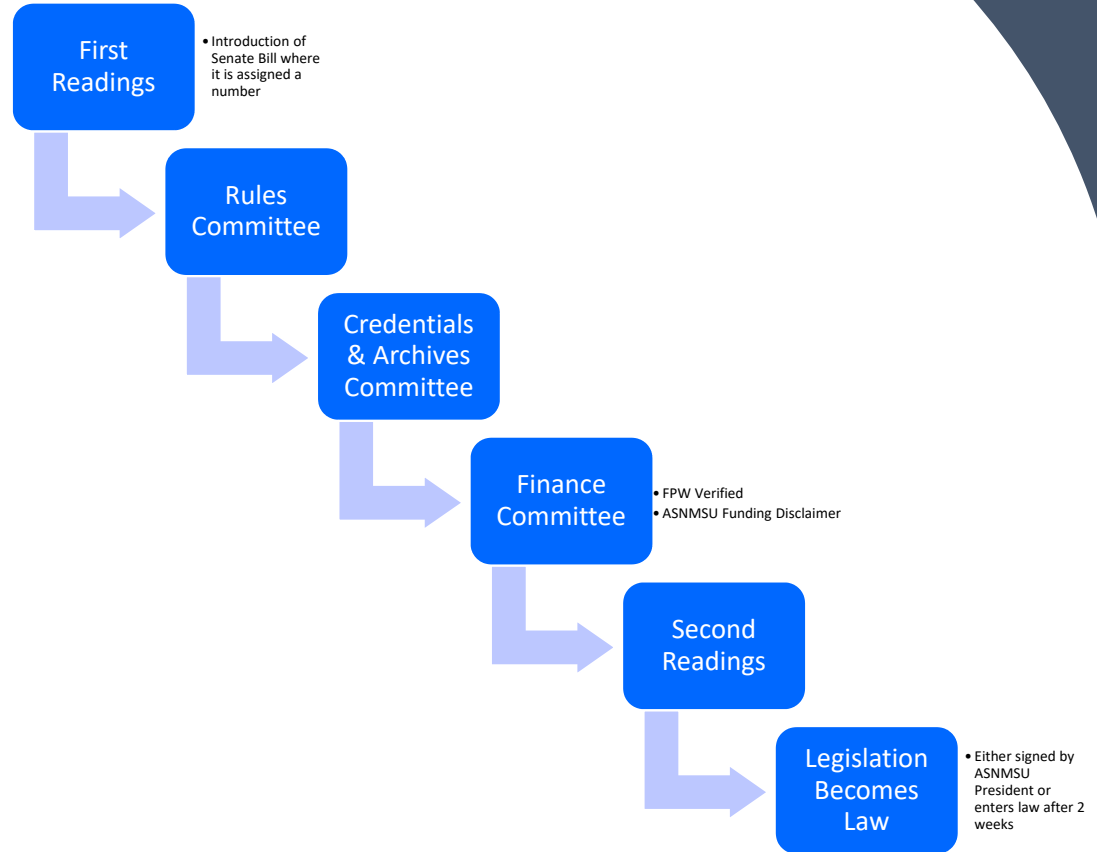 First
Readings
• Introduction of
Senate Bill where
it is assigned a
number
Rules
Committee
Credentials
& Archives
Committee
Finance
Committee
• FPW Verified
• ASNMSU Funding Disclaimer
Second
Readings
Legislation
Becomes
Law
• Either signed by
ASNMSU
President or
enters law after 2
weeks